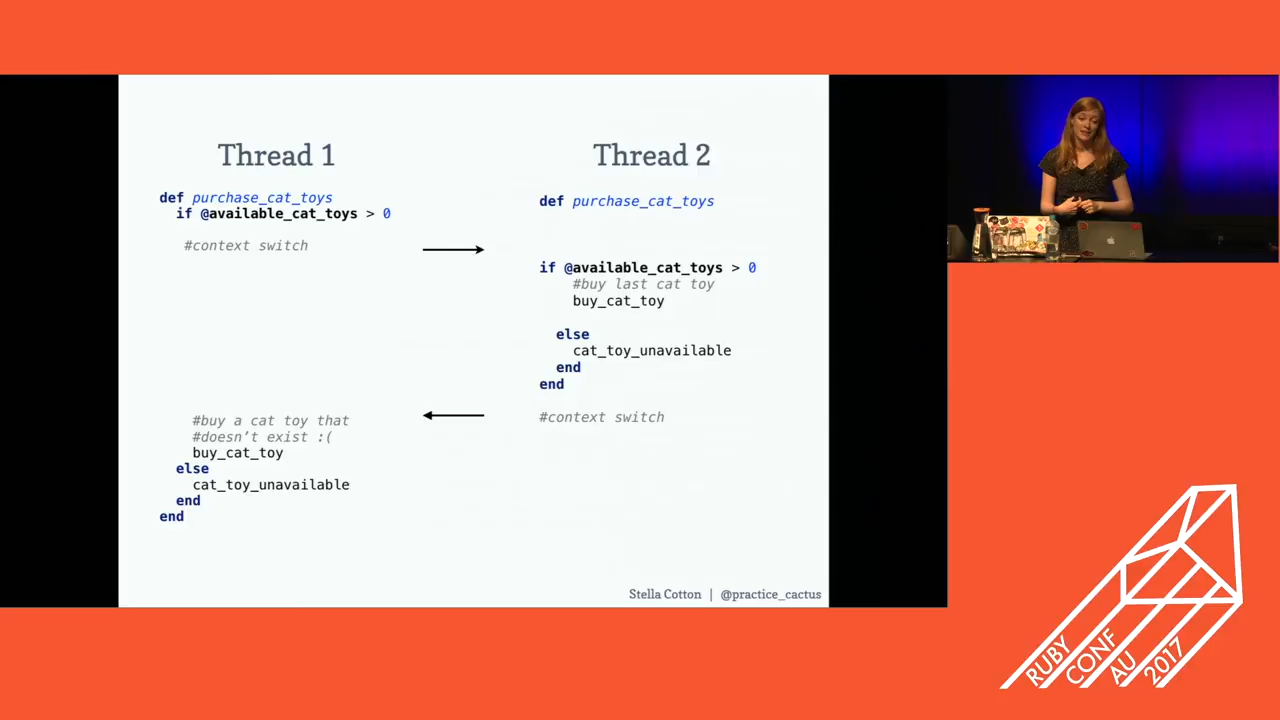 Thread 1
def purchase_cat_toys
if @available_cat_toys > 0
#context switch
#buy a cat toy that
#doesn't exist :(
buy_cat_toy
else
cat_toy_unavailable
end
end
Thread 2
def purchase_cat_toys
if @available_cat_toys > 0
#buy last cat toy
buy_cat_toy
else
cat_toy_unavailable
end
end
#context switch
Stella Cotton | @practice_cactus
RUBY
CONF
AU
2017